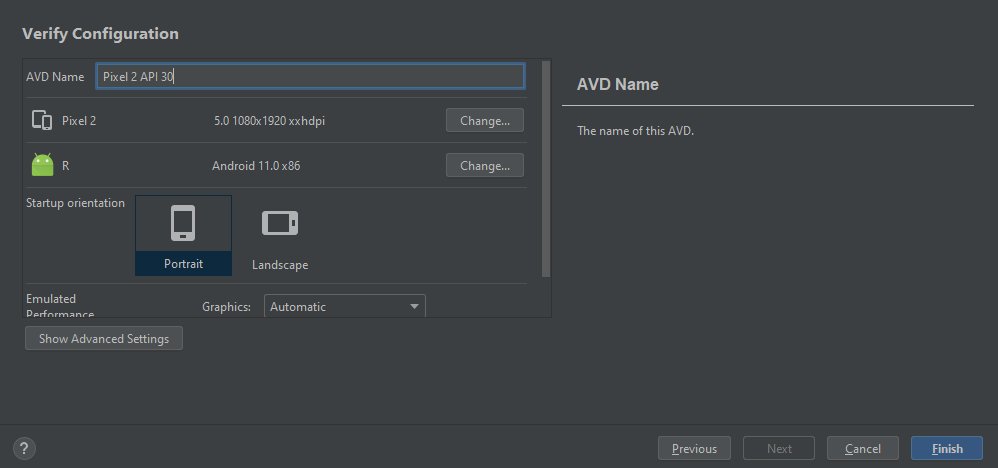 Verify Configuration
AVD Name Pixel 2 API 30
AVD Name
The name of this AVD.
Pixel 2 5.0 1080x1920 xxhdpi Change...
R Android 11.0 x86 Change...
Startup orientation
Portrait
Landscape
Emulated
Performance
Graphics: Automatic
Show Advanced Settings
? Previous Next Cancel Finish